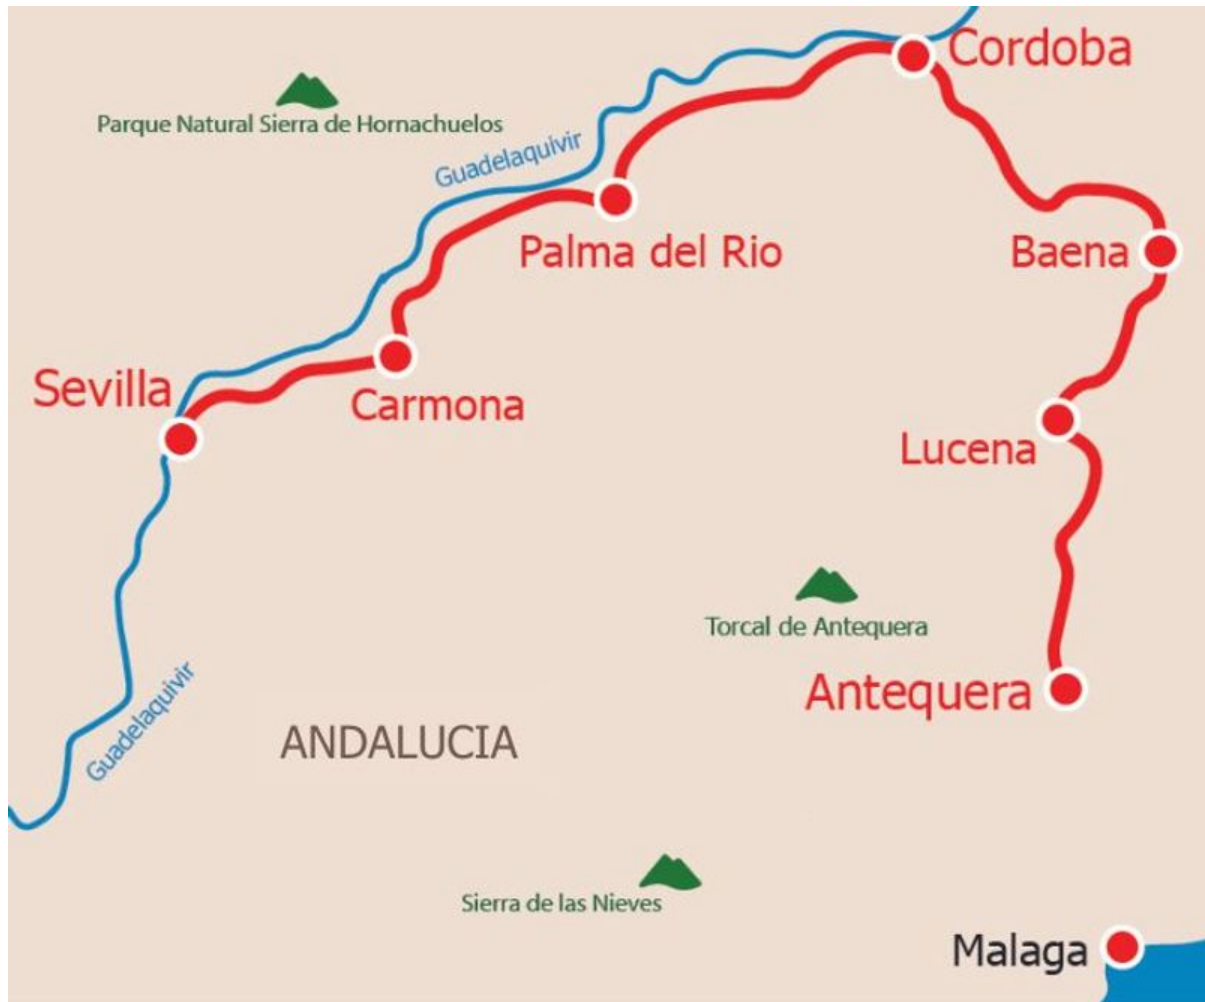 Cordoba
Parque Natural Sierra de Hornachuelos
Guadelaquivir
Palma del Rio
Baena
Sevilla
Carmona
Lucena
Torcal de Antequera
Antequera
Guadelaquivir
ANDALUCIA
Sierra de las Nieves
Malaga